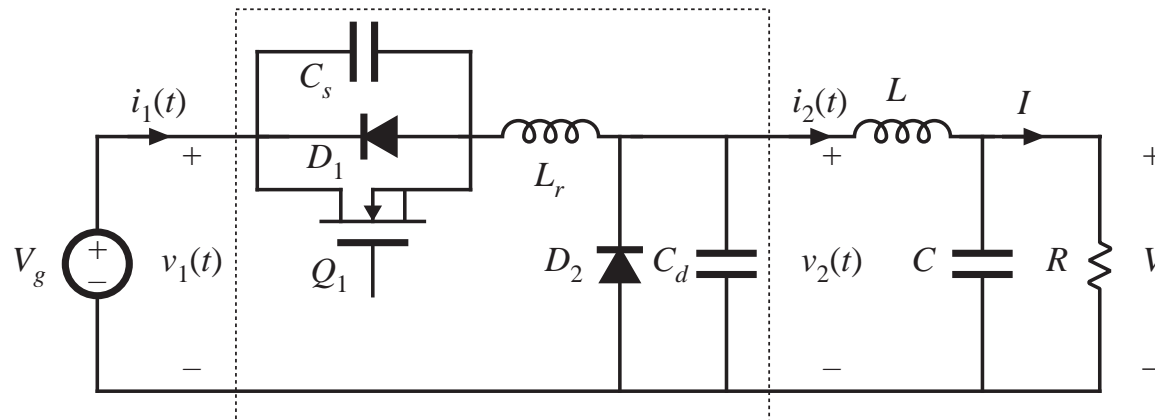 C_s
i_1(t)
i_2(t)
L
I
+
D_1
L_r
+
+
V_g
+
−
v_1(t)
Q_1
D_2
C_d
v_2(t)
C
R
V
−
−
−